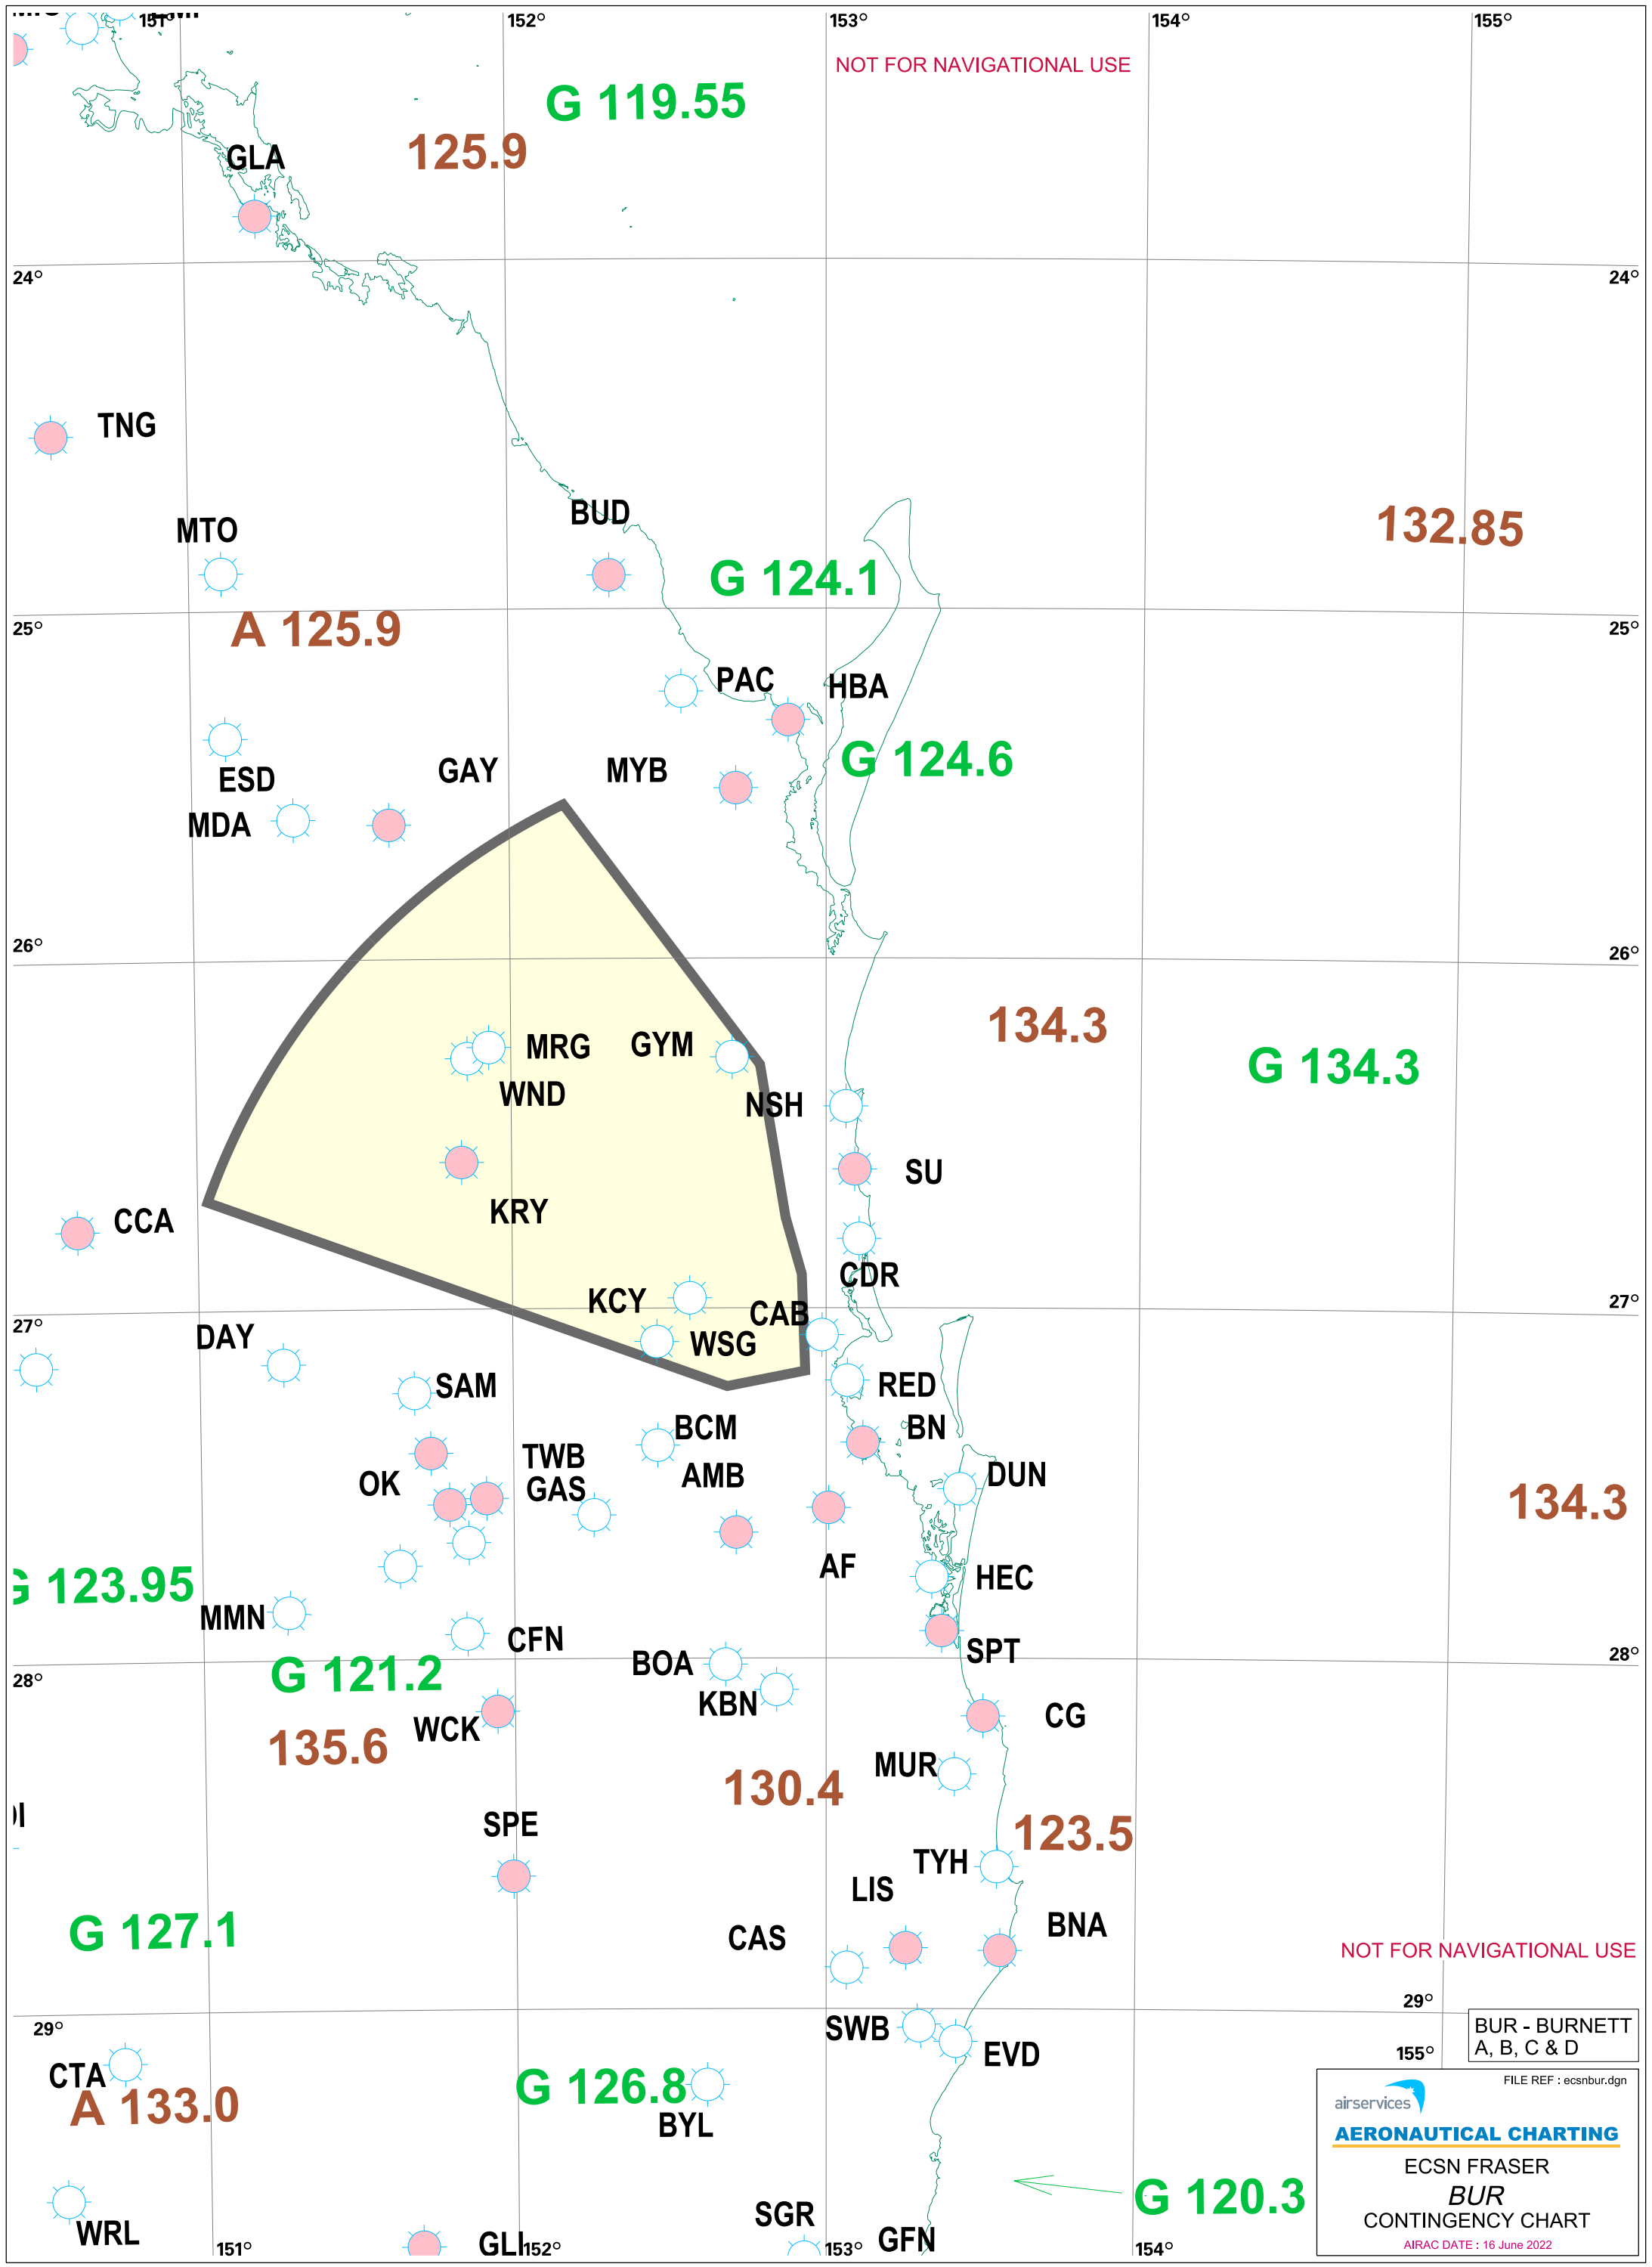 151°
152°
153°
154°
155°
NOT FOR NAVIGATIONAL USE
G 119.55
125.9
GLA
24°
24°
TNG
BUD
MTO
132.85
G 124.1
A 125.9
25°
25°
PAC
HBA
G 124.6
GAY
MYB
ESD
MDA
26°
26°
134.3
MRG
GYM
G 134.3
WND
NSH
SU
KRY
CCA
CDR
KCY
CAB
27°
27°
DAY
WSG
SAM
RED
BCM
BN
TWB
AMB
DUN
OK
GAS
134.3
AF
HEC
G 123.95
MMN
CFN
SPT
BOA
28°
G 121.2
28°
KBN
CG
WCK
135.6
MUR
130.4
SPE
123.5
TYH
LIS
BNA
G 127.1
CAS
NOT FOR NAVIGATIONAL USE
29°
29°
SWB
BUR - BURNETT
A, B, C & D
EVD
155°
CTA
FILE REF : ecsnbur.dgn
G 126.8
A 133.0
airservices
BYL
AERONAUTICAL CHARTING
ECSN FRASER
G 120.3
BUR
SGR
CONTINGENCY CHART
WRL
GFN
GLI
AIRAC DATE : 16 June 2022
151°
152°
153°
154°